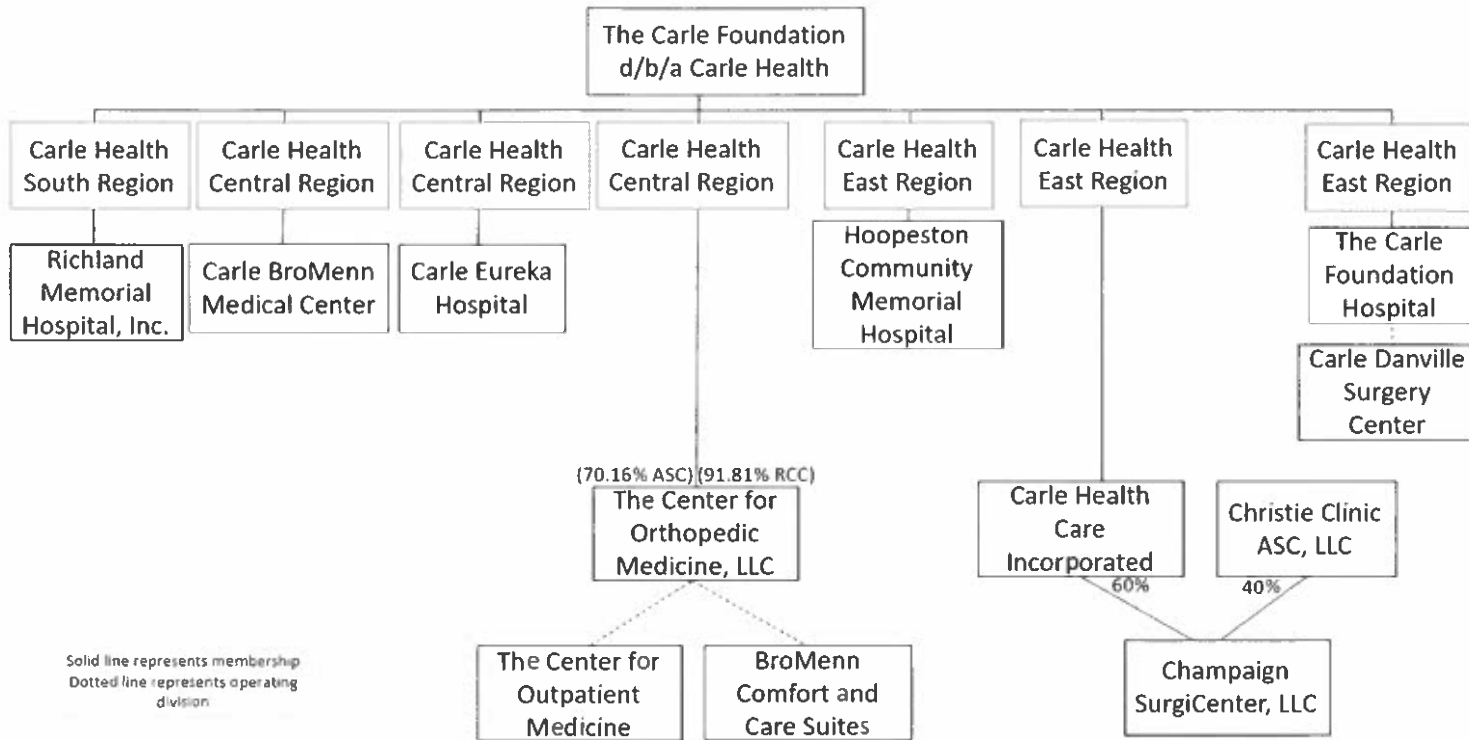 The Carle Foundation
d/b/a Carle Health
Carle Health
South Region
Carle Health
Central Region
Carle Health
Central Region
Carle Health
Central Region
Carle Health
East Region
Carle Health
East Region
Carle Health
East Region
Richland
Memorial
Hospital, Inc.
Carle BroMenn
Medical Center
Carle Eureka
Hospital
Hoopeston
Community
Memorial
Hospital
The Carle
Foundation
Hospital
Carle Danville
Surgery
Center
(70.16% ASC) (91.81% RCC)
The Center for
Orthopedic
Medicine, LLC
Carle Health
Care
Incorporated
Christie Clinic
ASC, LLC
60%
40%
The Center for
Outpatient
Medicine
BroMenn
Comfort and
Care Suites
Champaign
SurgiCenter, LLC
Solid line represents membership
Dotted line represents operating
division